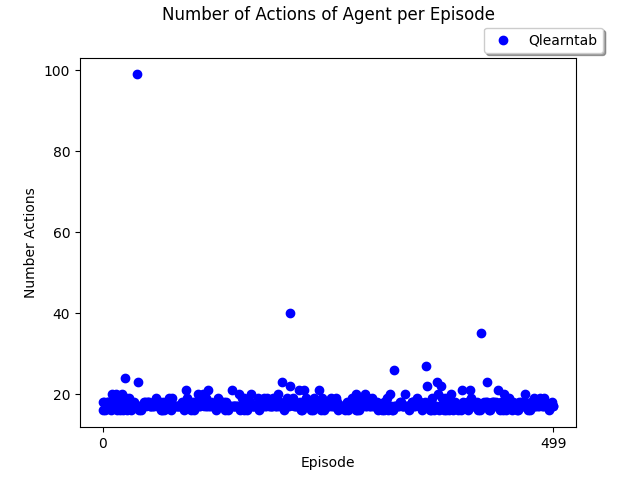 Number of Actions of Agent per Episode
Qlearntab
100
80
60
40
20
Number Actions
0
499
Episode